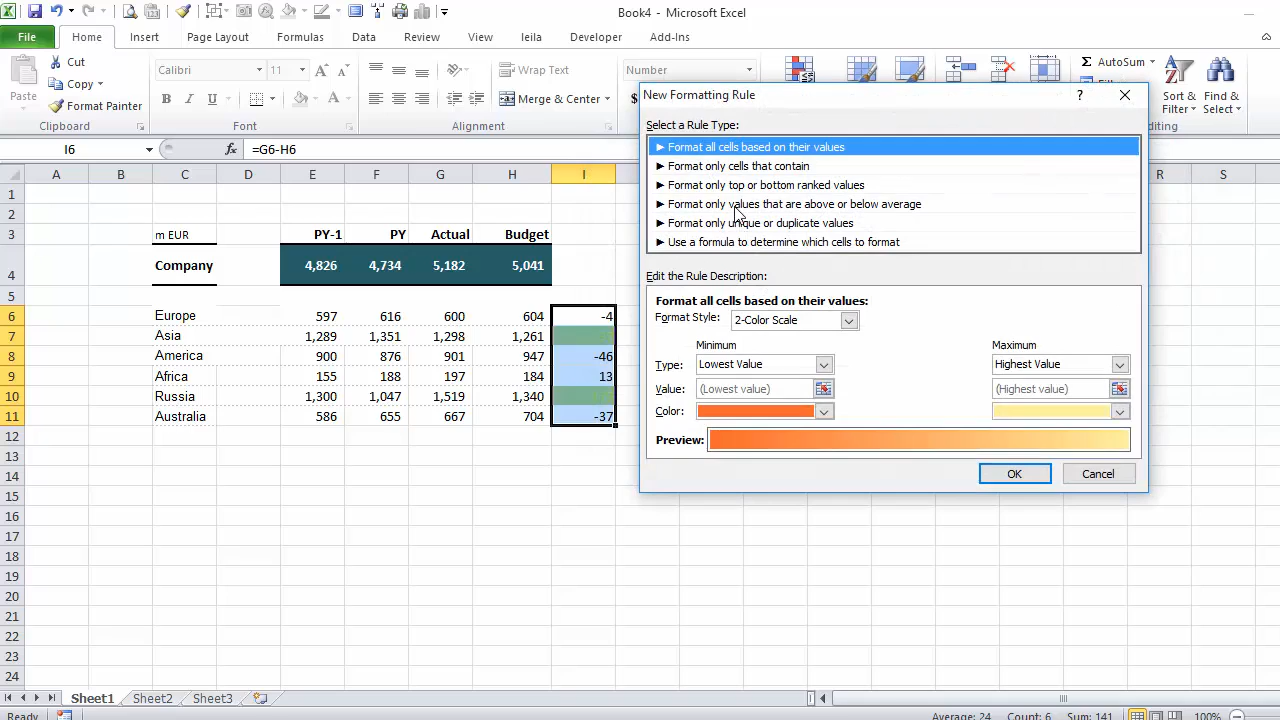 Book4 - Microsoft Excel
File Home Insert Page Layout Formulas Data Review View leila Developer Add-Ins
Paste Cut Calibri 11 Wrap Text Number AutoSum
Copy Sort & Find &
Format Painter B I U Merge & Center $ Filter Select
Clipboard Font Alignment
I6 fx =G6-H6
A B C D E F G H I R S
1
2
3 m EUR PY-1 PY Actual Budget
4 Company 4,826 4,734 5,182 5,041
5
6 Europe 597 616 600 604 -4
7 Asia 1,289 1,351 1,298 1,261
8 America 900 876 901 947 -46
9 Africa 155 188 197 184 13
10 Russia 1,300 1,047 1,519 1,340
11 Australia 586 655 667 704 -37
12
13
14
15
16
17
18
19
20
21
22
23
24
New Formatting Rule ?
Select a Rule Type:
► Format all cells based on their values
► Format only cells that contain
► Format only top or bottom ranked values
► Format only values that are above or below average
► Format only unique or duplicate values
► Use a formula to determine which cells to format
Edit the Rule Description:
Format all cells based on their values:
Format Style: 2-Color Scale
Minimum Maximum
Type: Lowest Value Highest Value
Value: (Lowest value) (Highest value)
Color:
Preview:
OK Cancel
Sheet1 Sheet2 Sheet3
Ready Average: 24 Count: 6 Sum: 141 100%